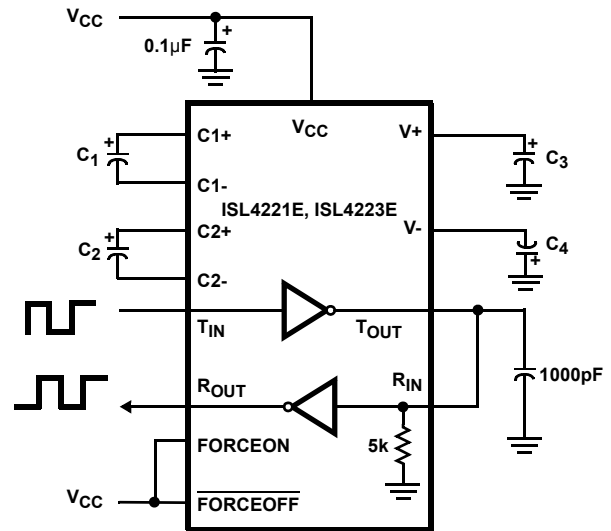 VCC
0.1µF +
VCC
C1+
V+
+
C1
+
C3
C1-
ISL4221E, ISL4223E
C2+
V-
+
C2
C4
+
C2-
TIN
TOUT
ROUT
RIN
1000pF
5k
FORCEON
VCC
FORCEOFF